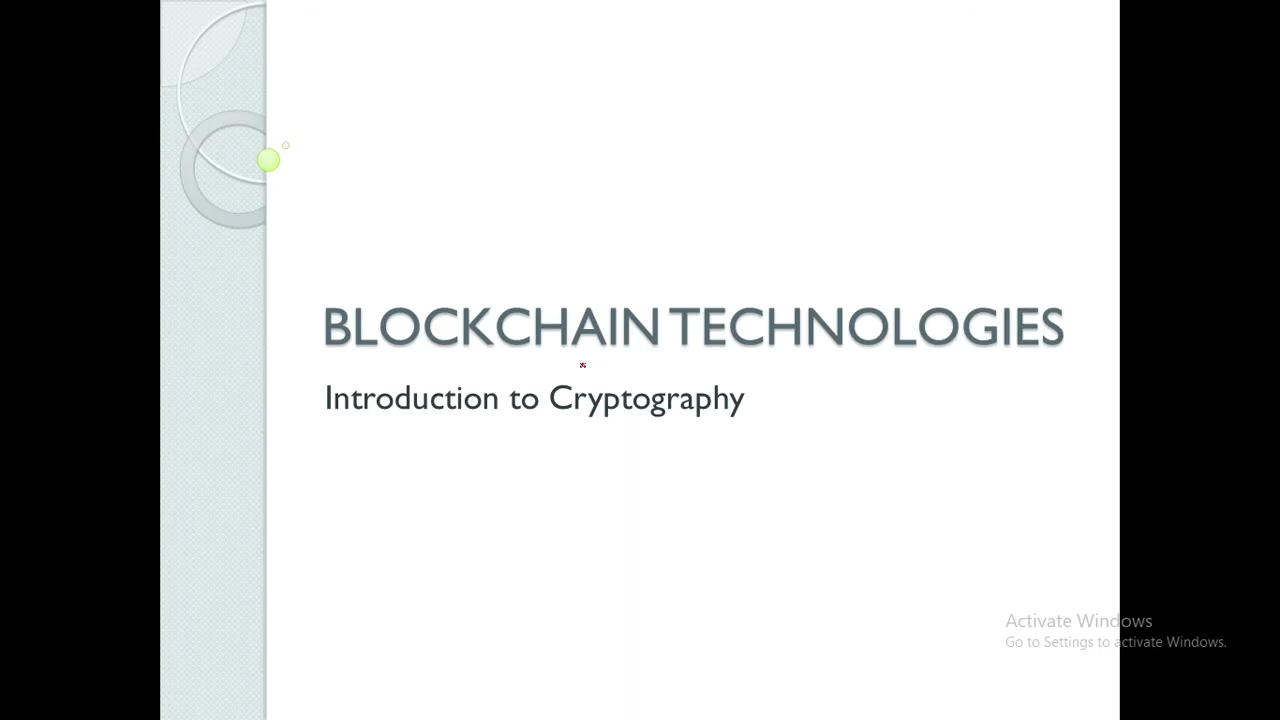 BLOCKCHAIN TECHNOLOGIES
Introduction to Cryptography
Activate Windows
Go to Settings to activate Windows.